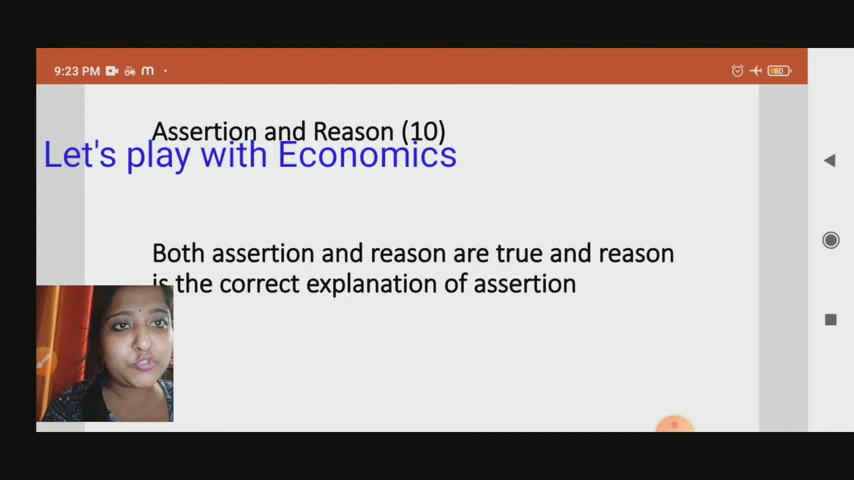 9:23 PM m
60
Assertion and Reason (10)
Let's play with Economics
Both assertion and reason are true and reason
is the correct explanation of assertion